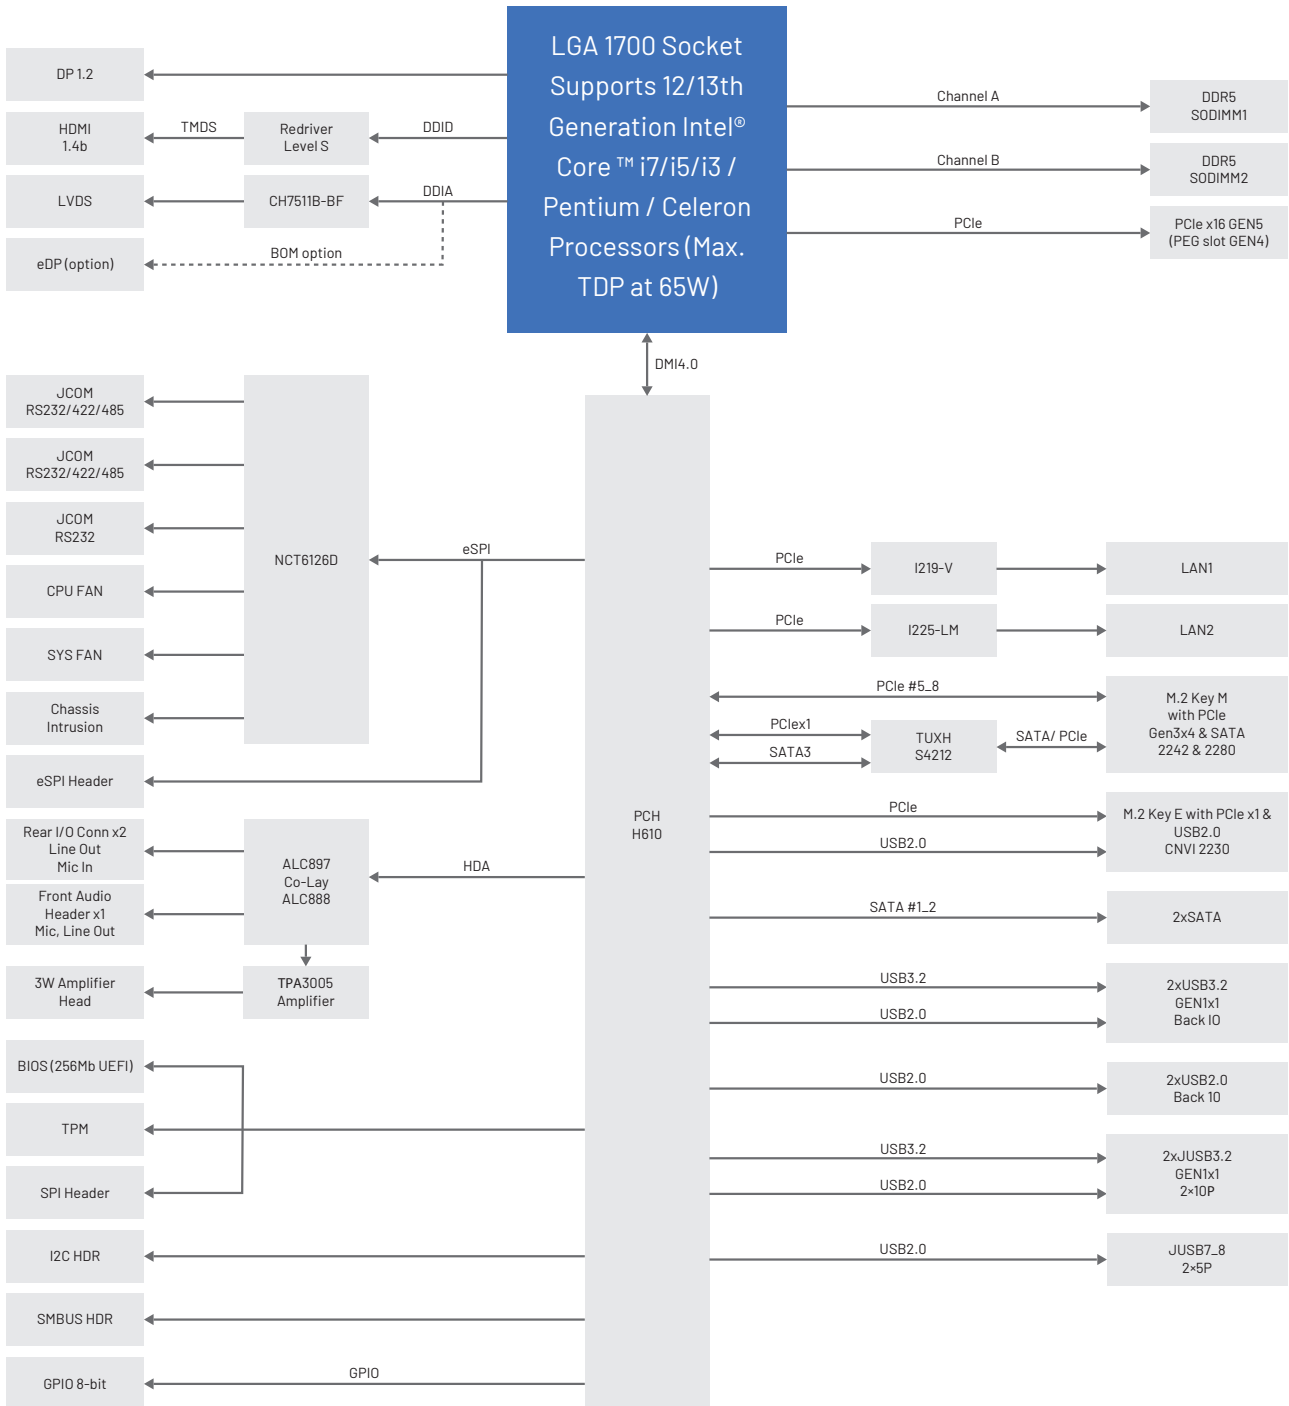 LGA 1700 Socket
Supports 12/13th
Generation Intel®
Core ™ i7/i5/i3 /
Pentium / Celeron
Processors (Max.
TDP at 65W)
DP 1.2
HDMI
1.4b
TMDS
Redriver
Level S
DDID
LVDS
CH7511B-BF
DDIA
eDP (option)
BOM option
Channel A
DDR5
SODIMM1
Channel B
DDR5
SODIMM2
PCIe
PCIe x16 GEN5
(PEG slot GEN4)
DMI4.0
PCH
H610
JCOM
RS232/422/485
JCOM
RS232/422/485
JCOM
RS232
CPU FAN
SYS FAN
Chassis
Intrusion
NCT6126D
eSPI
eSPI Header
Rear I/O Conn x2
Line Out
Mic In
Front Audio
Header x1
Mic, Line Out
ALC897
Co-Lay
ALC888
HDA
3W Amplifier
Head
TPA3005
Amplifier
BIOS (256Mb UEFI)
TPM
SPI Header
I2C HDR
SMBUS HDR
GPIO 8-bit
GPIO
PCIe
I219-V
LAN1
PCIe
I225-LM
LAN2
PCIe #5_8
PCIex1
SATA3
TUXH
S4212
SATA/ PCIe
M.2 Key M
with PCIe
Gen3x4 & SATA
2242 & 2280
PCIe
USB2.0
M.2 Key E with PCIe x1 &
USB2.0
CNVI 2230
SATA #1_2
2xSATA
USB3.2
USB2.0
2xUSB3.2
GEN1x1
Back IO
USB2.0
2xUSB2.0
Back 10
USB3.2
USB2.0
2xJUSB3.2
GEN1x1
2×10P
USB2.0
JUSB7_8
2×5P